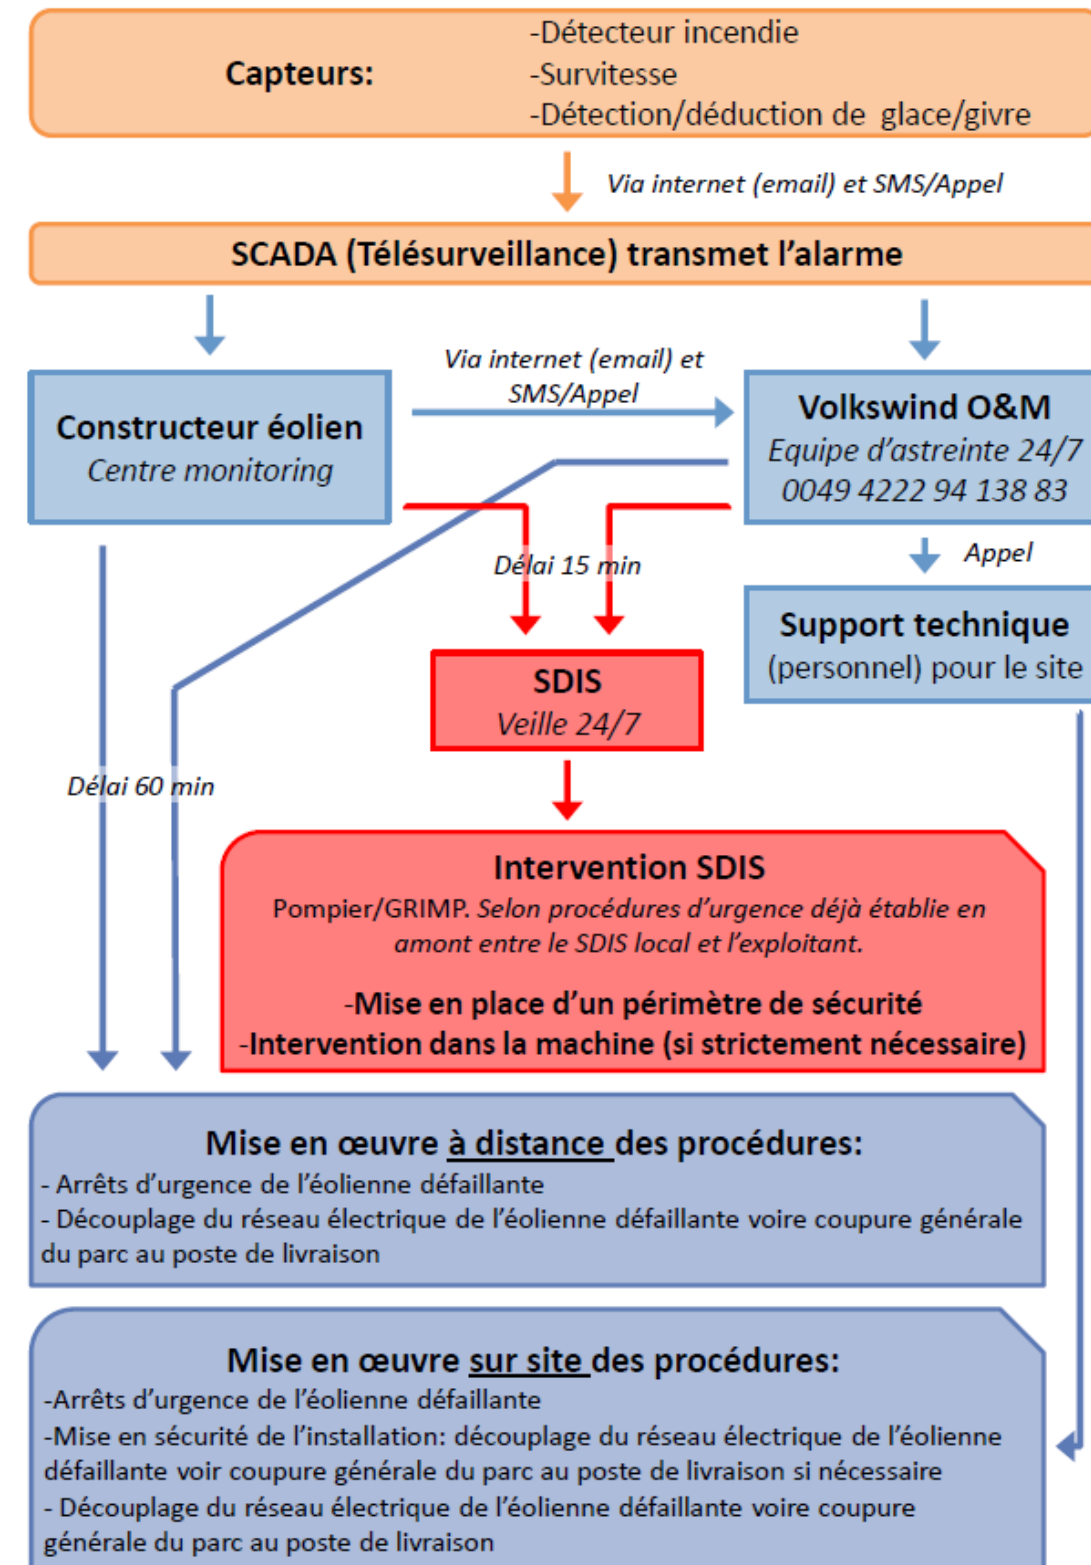 Capteurs:
-Détecteur incendie
-Survitesse
-Détection/déduction de glace/givre
Via internet (email) et SMS/Appel
SCADA (Télésurveillance) transmet l'alarme
Via internet (email) et
SMS/Appel
Constructeur éolien
Centre monitoring
Volkswind O&M
Equipe d'astreinte 24/7
0049 4222 94 138 83
Délai 15 min
Appel
Support technique
(personnel) pour le site
SDIS
Veille 24/7
Délai 60 min
Intervention SDIS
Pompier/GRIMP. Selon procédures d'urgence déjà établie en
amont entre le SDIS local et l'exploitant.
-Mise en place d'un périmètre de sécurité
-Intervention dans la machine (si strictement nécessaire)
Mise en œuvre à distance des procédures:
- Arrêts d'urgence de l'éolienne défaillante
- Découplage du réseau électrique de l'éolienne défaillante voire coupure générale
du parc au poste de livraison
Mise en œuvre sur site des procédures:
-Arrêts d'urgence de l'éolienne défaillante
-Mise en sécurité de l'installation: découplage du réseau électrique de l'éolienne
défaillante voir coupure générale du parc au poste de livraison si nécessaire
- Découplage du réseau électrique de l'éolienne défaillante voire coupure
générale du parc au poste de livraison